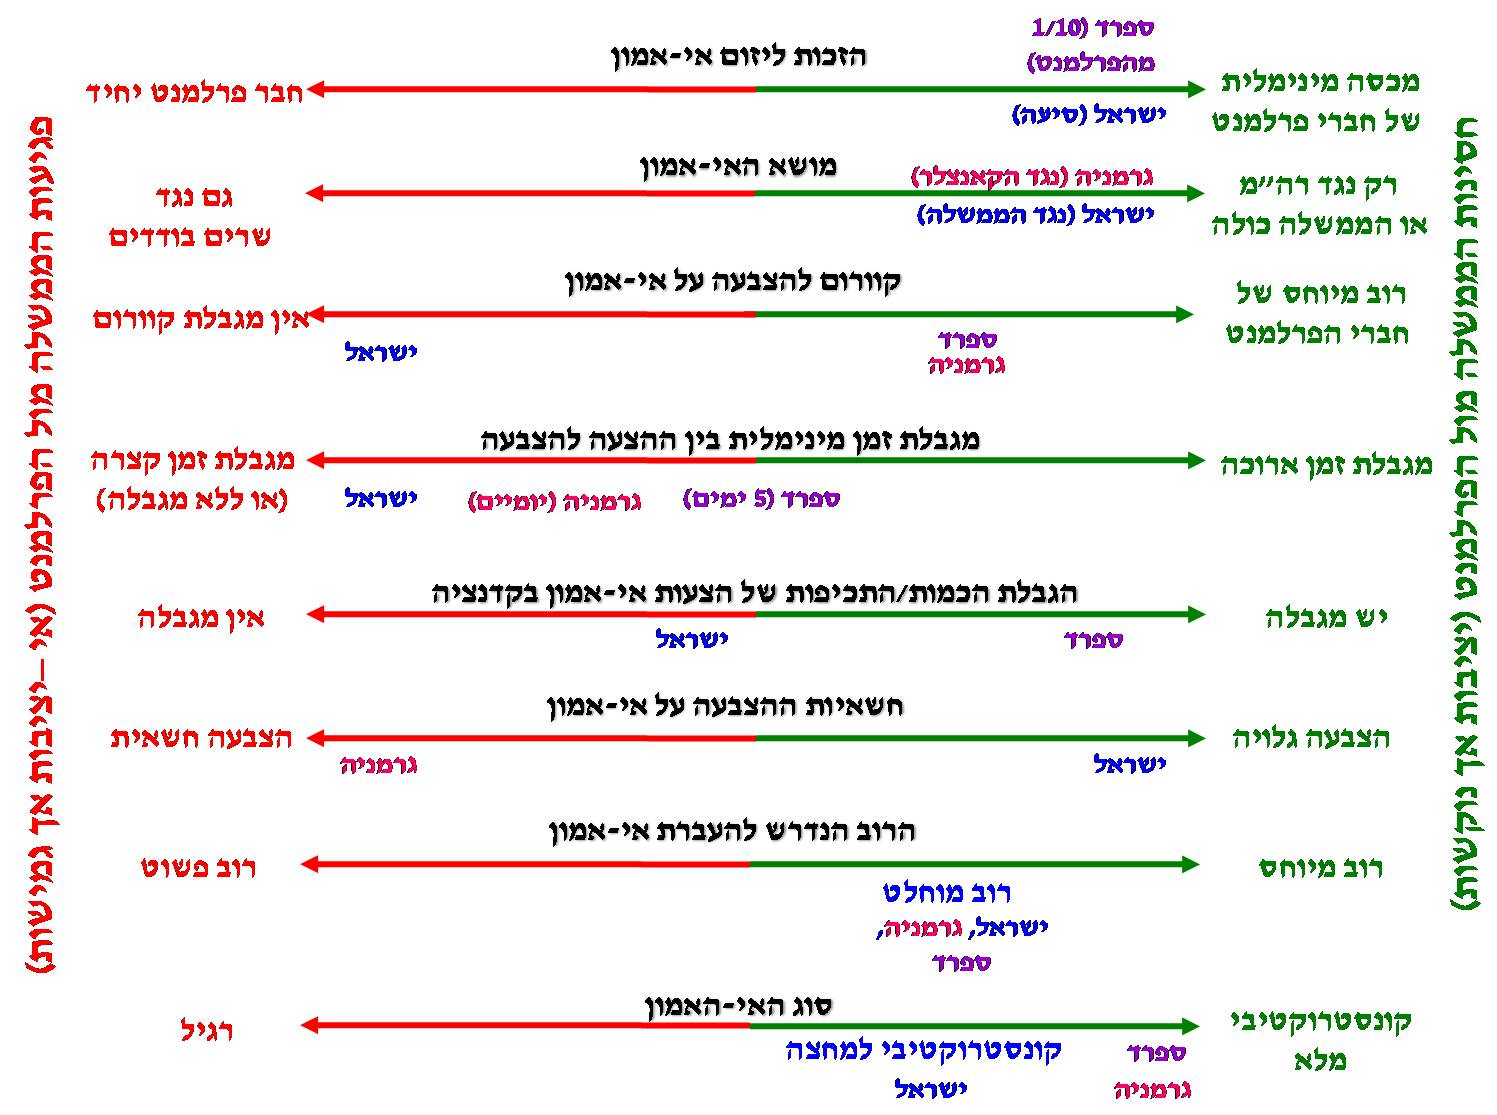 ספרד (1/10
מהפרלמנט)
הזכות ליזום אי-אמון
מכסה מינימלית
של חברי פרלמנט
חבר פרלמנט יחיד
ישראל (סיעה)
מושא האי-אמון
גרמניה (נגד הקאנצלר)
רק נגד רה"מ
או הממשלה כולה
גם נגד
שרים בודדים
ישראל (נגד הממשלה)
קוורום להצבעה על אי-אמון
רוב מיוחס של
חברי הפרלמנט
אין מגבלת קוורום
ספרד
גרמניה
ישראל
מגבלת זמן מינימלית בין ההצעה להצבעה
מגבלת זמן ארוכה
מגבלת זמן קצרה
(או ללא מגבלה)
ספרד (5 ימים)
גרמניה (יומיים)
ישראל
הגבלת הכמות/התכיפות של הצעות אי-אמון בקדנציה
יש מגבלה
אין מגבלה
ספרד
ישראל
חשאיות ההצבעה על אי-אמון
הצבעה גלויה
הצבעה חשאית
ישראל
גרמניה
הרוב הנדרש להעברת אי-אמון
רוב מיוחס
רוב פשוט
רוב מוחלט
ישראל, גרמניה,
ספרד
סוג האי-האמון
קונסטרוקטיבי
מלא
רגיל
קונסטרוקטיבי למחצה
ישראל
ספרד
גרמניה
חסינות הממשלה מול הפרלמנט (יציבות אך נוקשות)
פגיעות הממשלה מול הפרלמנט (אי –יציבות אך גמישות)